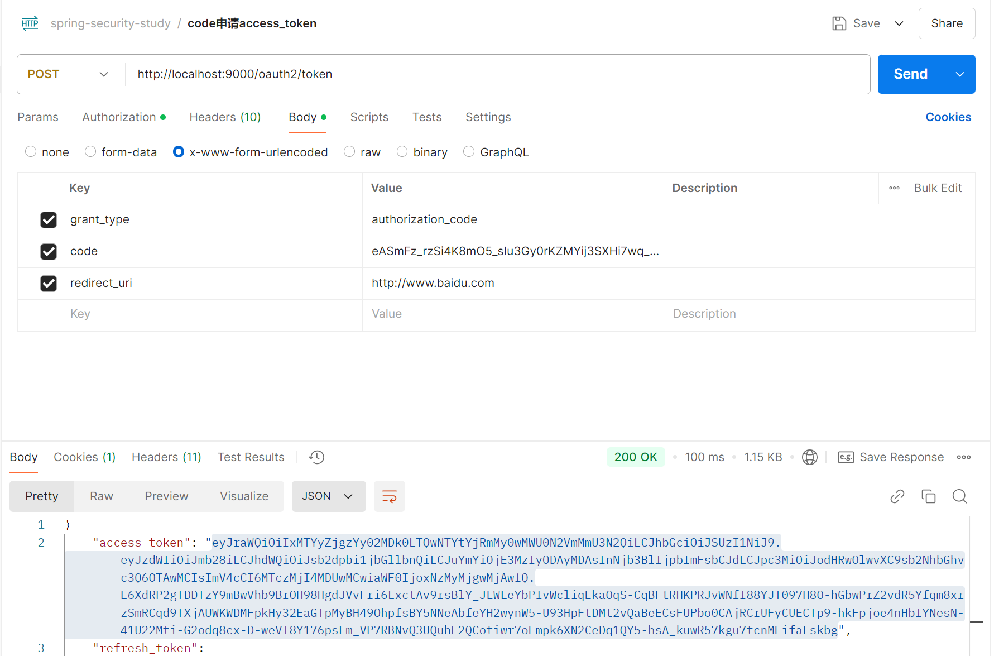 HTTP spring-security-study / code申请access_token Save Share
POST http://localhost:9000/oauth2/token Send
Params Authorization Headers (10) Body Scripts Tests Settings Cookies
none form-data x-www-form-urlencoded raw binary GraphQL
Key Value Description Bulk Edit
grant_type authorization_code
code eASmFz_rzSi4K8mO5_sIu3Gy0rKZMYij3SXHi7wq_...
redirect_uri http://www.baidu.com
Key Value Description
Body Cookies (1) Headers (11) Test Results 200 OK 100 ms 1.15 KB e.g. Save Response
Pretty Raw Preview Visualize JSON
1 {
2 "access_token": "eyJraWQiOiIxMTYyZjgzYy02MDk0LTQwNTYtYjRmMy0wMWU0N2VmMmU3N2QiLCJhbGciOiJSUzI1NiJ9.
eyJzdWIiOiJmb28iLCJhdWQiOiJsb2dpbi1jbGllbnQiLCJuYmYiOjE3MzIyODAyMDAsInNjb3BlIjpbImFsbCJdLCJpc3MiOiJodHRwOlwvXC9sb2NhbGhv
c3Q6OTAwMCIsImV4cCI6MTczMjI4MDUwMCwiaWF0IjoxNzMyMjgwMjAwfQ.
E6XdRP2gTDDTzY9mBwVhb9BrOH98HgdJVvFri6LxctAv9rsBlY_JLWLeYbPIvWcliqEkaOqS-CqBFtRHKPRJvWNfI88YJT097H8O-hGbwPrZ2vdR5Yfqm8xr
zSmRCqd9TXjAUWKWDMFpkHy32EaGTpMyBH49OhpfsBY5NNeAbfeYH2wynW5-U93HpFtDMt2vQaBeECsFUPbo0CAjRCrUFyCUECTp9-hkFpjoe4nHbIYNesN-
41U22Mti-G2odq8cx-D-weVI8Y176psLm_VP7RBNvQ3UQuhF2QCotiwr7oEmpk6XN2CeDq1QY5-hsA_kuwR57kgu7tcnMEifaLskbg",
3 "refresh_token":